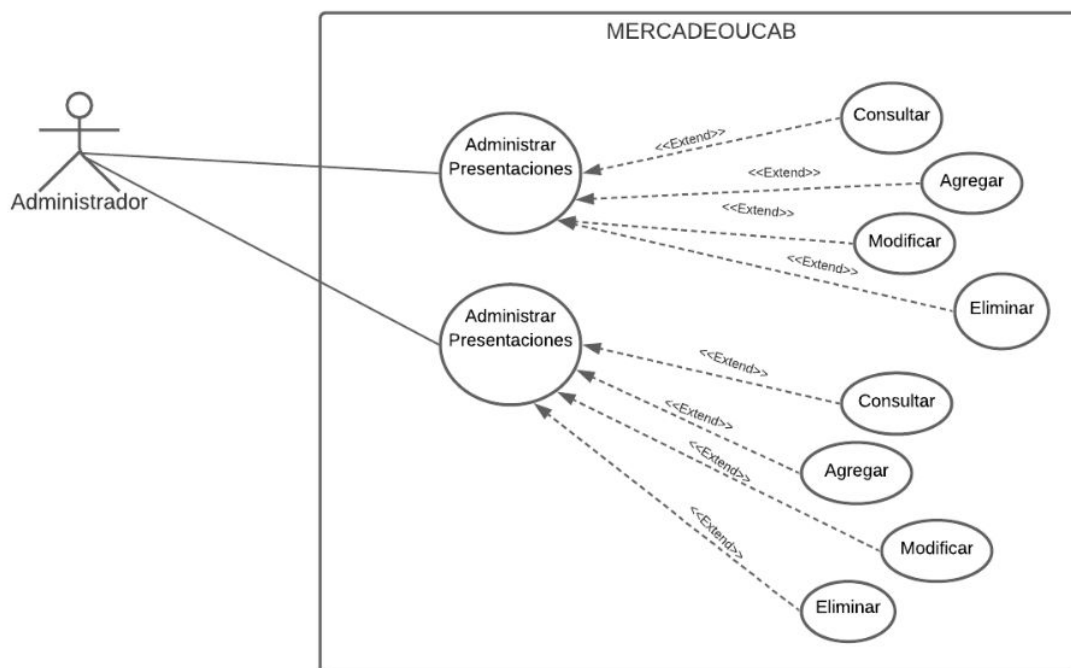 MERCADEOUCAB
Administrador
Administrar
Presentaciones
<<Extend>>
Consultar
<<Extend>>
Agregar
<<Extend>>
Modificar
<<Extend>>
Eliminar
Administrar
Presentaciones
<<Extend>>
Consultar
<<Extend>>
Agregar
<<Extend>>
Modificar
<<Extend>>
Eliminar